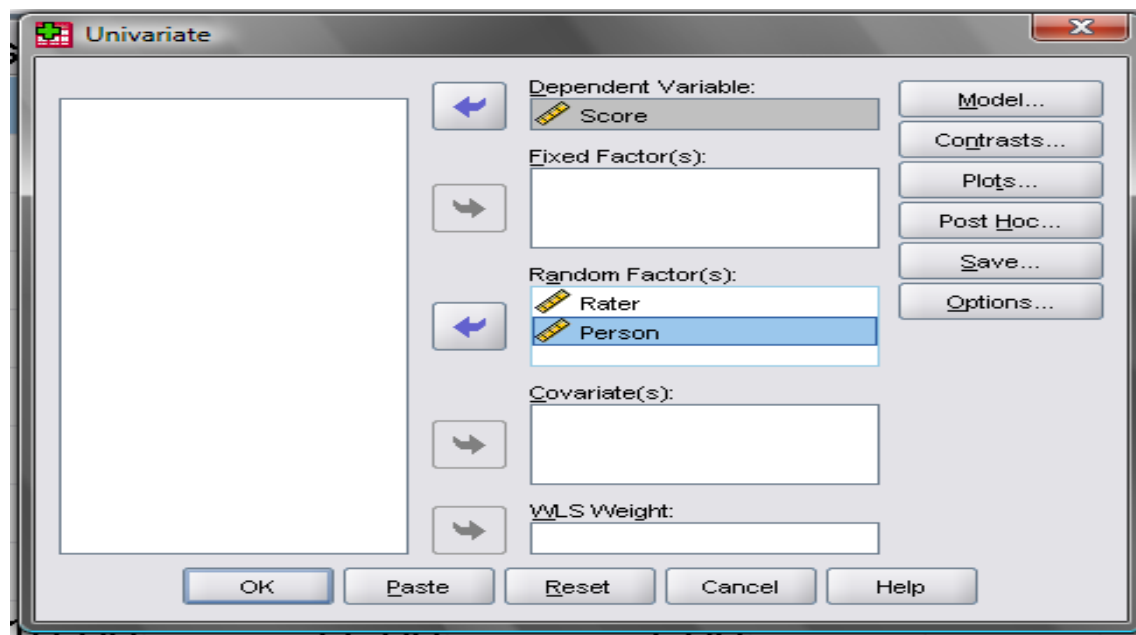 Univariate
Dependent Variable:
Score
Fixed Factor(s):
Random Factor(s):
Rater
Person
Covariate(s):
WLS Weight:
Model...
Contrasts...
Plots...
Post Hoc...
Save...
Options...
OK Paste Reset Cancel Help